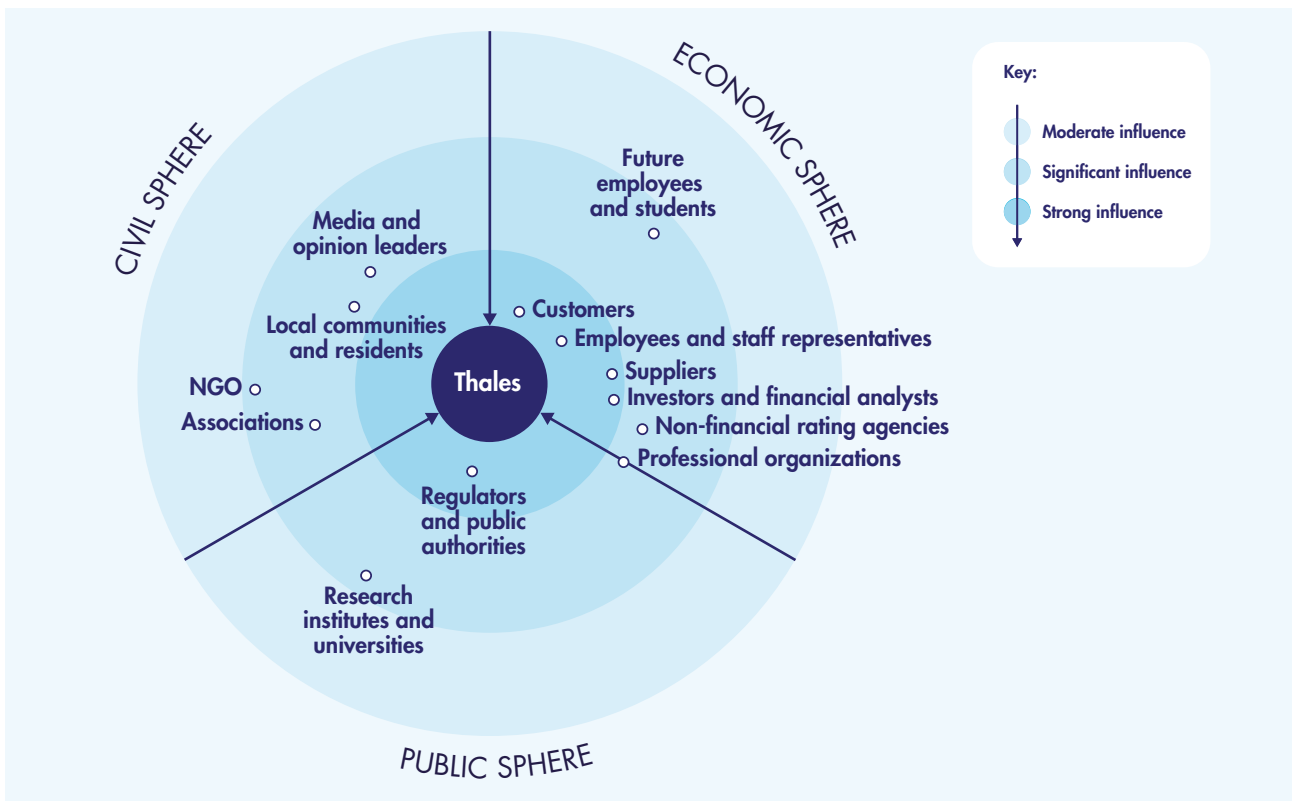 CIVIL SPHERE
ECONOMIC SPHERE
Key:
Moderate influence
Significant influence
Strong influence
Future
employees
and students
Media and
opinion leaders
Customers
Local communities
and residents
Employees and staff representatives
Thales
Suppliers
NGO
Investors and financial analysts
Associations
Non-financial rating agencies
Professional organizations
Regulators
and public
authorities
Research
institutes and
universities
PUBLIC SPHERE